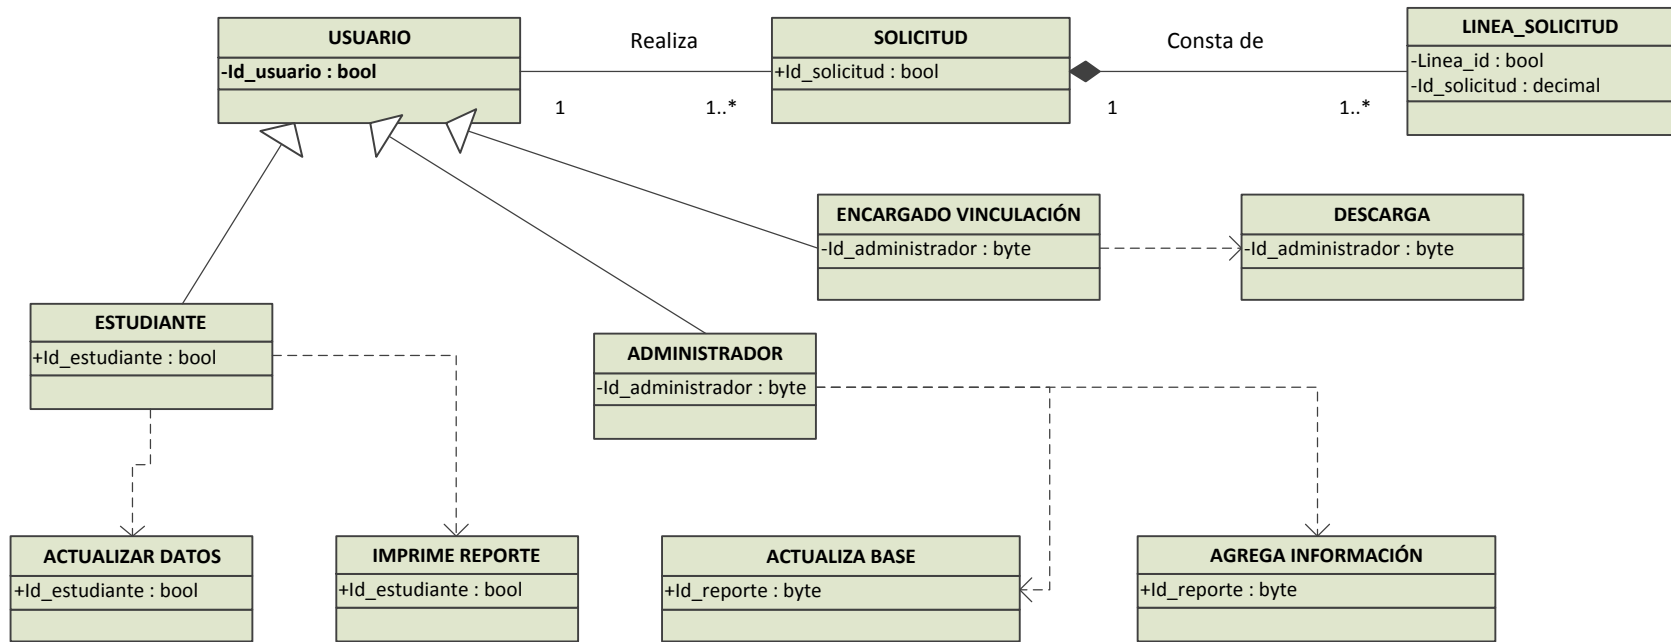 USUARIO
-Id_usuario : bool
Realiza
1
1..*
SOLICITUD
+Id_solicitud : bool
Consta de
1
1..*
LINEA_SOLICITUD
-Linea_id : bool
-Id_solicitud : decimal
ENCARGADO VINCULACIÓN
-Id_administrador : byte
DESCARGA
-Id_administrador : byte
ESTUDIANTE
+Id_estudiante : bool
ADMINISTRADOR
-Id_administrador : byte
ACTUALIZAR DATOS
+Id_estudiante : bool
IMPRIME REPORTE
+Id_estudiante : bool
ACTUALIZA BASE
+Id_reporte : byte
AGREGA INFORMACIÓN
+Id_reporte : byte